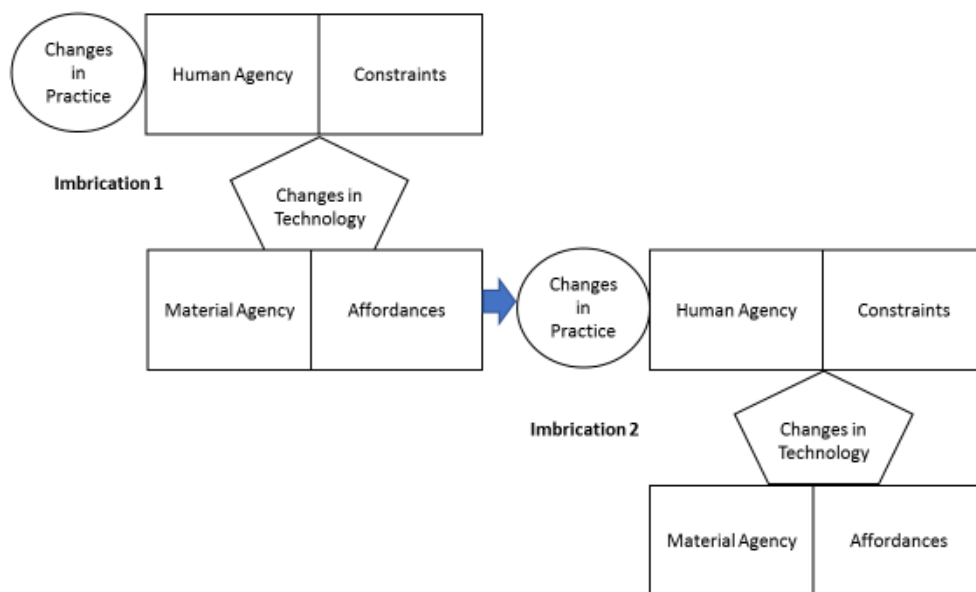 Changes
in
Practice
Human Agency
Constraints
Imbrication 1
Changes in
Technology
Material Agency
Affordances
Changes
in
Practice
Human Agency
Constraints
Imbrication 2
Changes in
Technology
Material Agency
Affordances